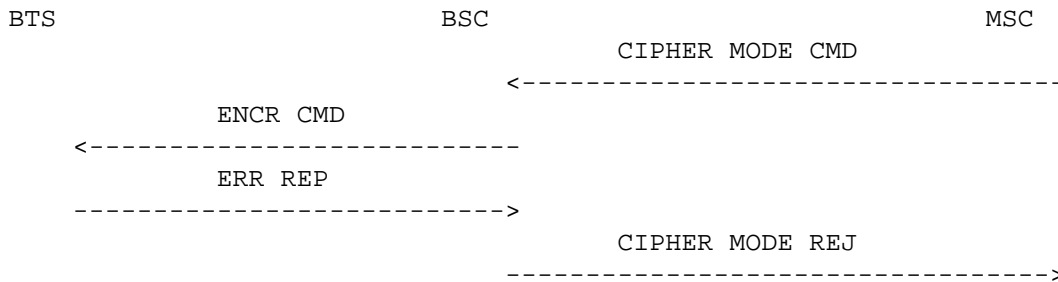 BTS BSC MSC
CIPHER MODE CMD
<----------------------------------
ENCR CMD
<---------------------------
ERR REP
--------------------------->
CIPHER MODE REJ
---------------------------------->